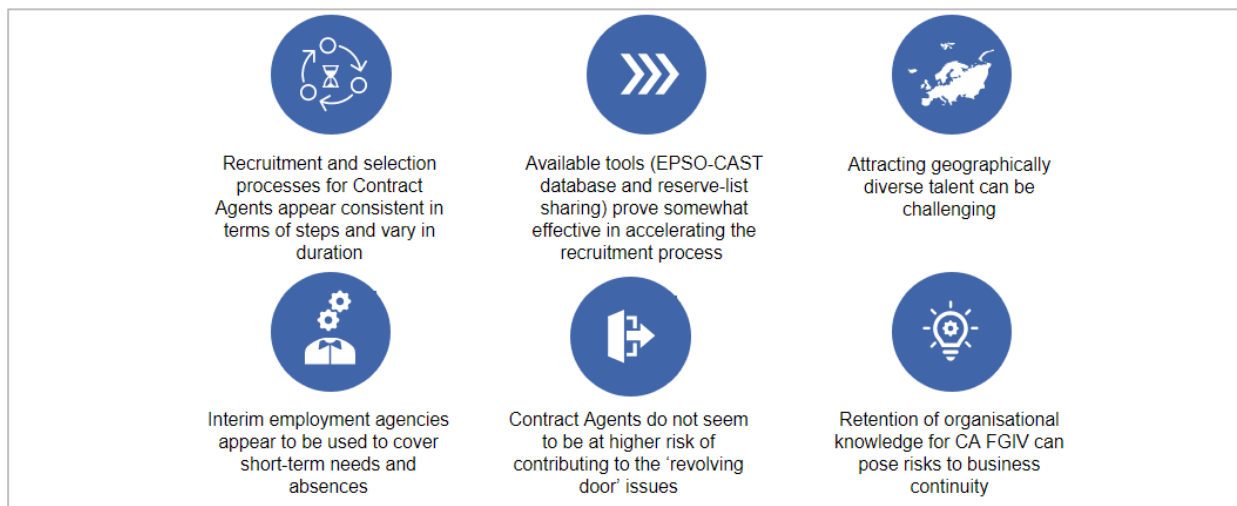 Recruitment and selection
processes for Contract
Agents appear consistent in
terms of steps and vary in
duration
Available tools (EPSO-CAST
database and reserve-list
sharing) prove somewhat
effective in accelerating the
recruitment process
Attracting geographically
diverse talent can be
challenging
Interim employment agencies
appear to be used to cover
short-term needs and
absences
Contract Agents do not seem
to be at higher risk of
contributing to the ‘revolving
door’ issues
Retention of organisational
knowledge for CA FGIV can
pose risks to business
continuity